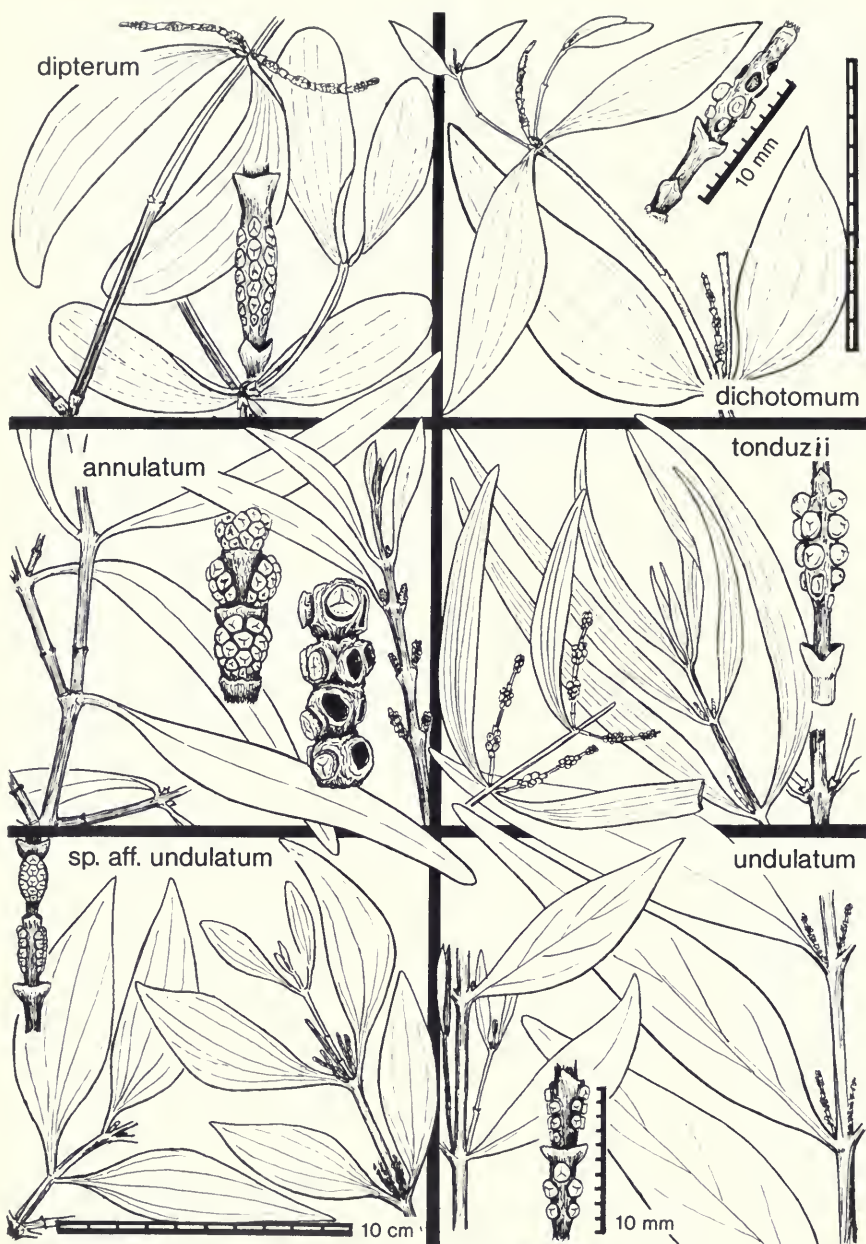 dipterum
10 mm
dichotomum
annulatum
tonduzii
sp. aff. undulatum
undulatum
10 cm
10 mm